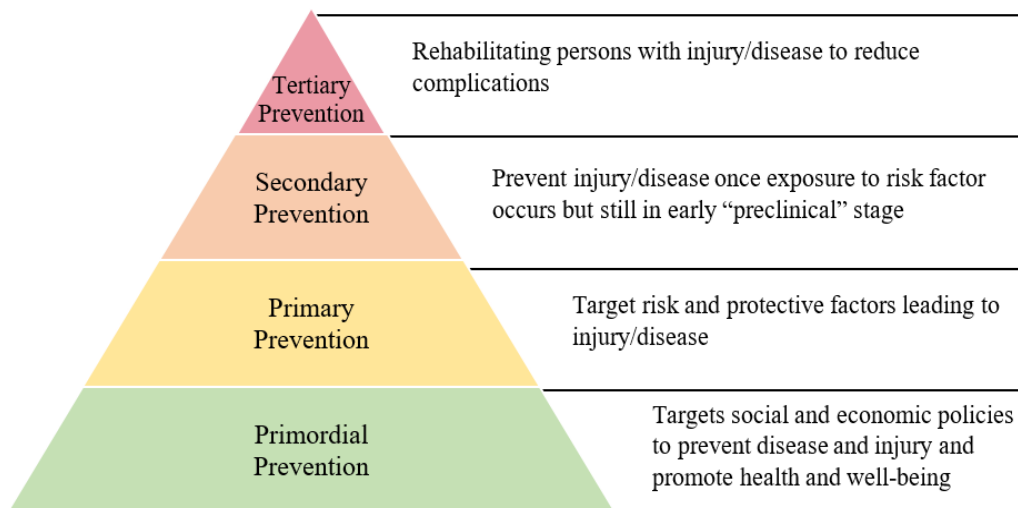 Tertiary
Prevention
Rehabilitating persons with injury/disease to reduce
complications
Secondary
Prevention
Prevent injury/disease once exposure to risk factor
occurs but still in early “preclinical” stage
Primary
Prevention
Target risk and protective factors leading to
injury/disease
Primordial
Prevention
Targets social and economic policies
to prevent disease and injury and
promote health and well-being